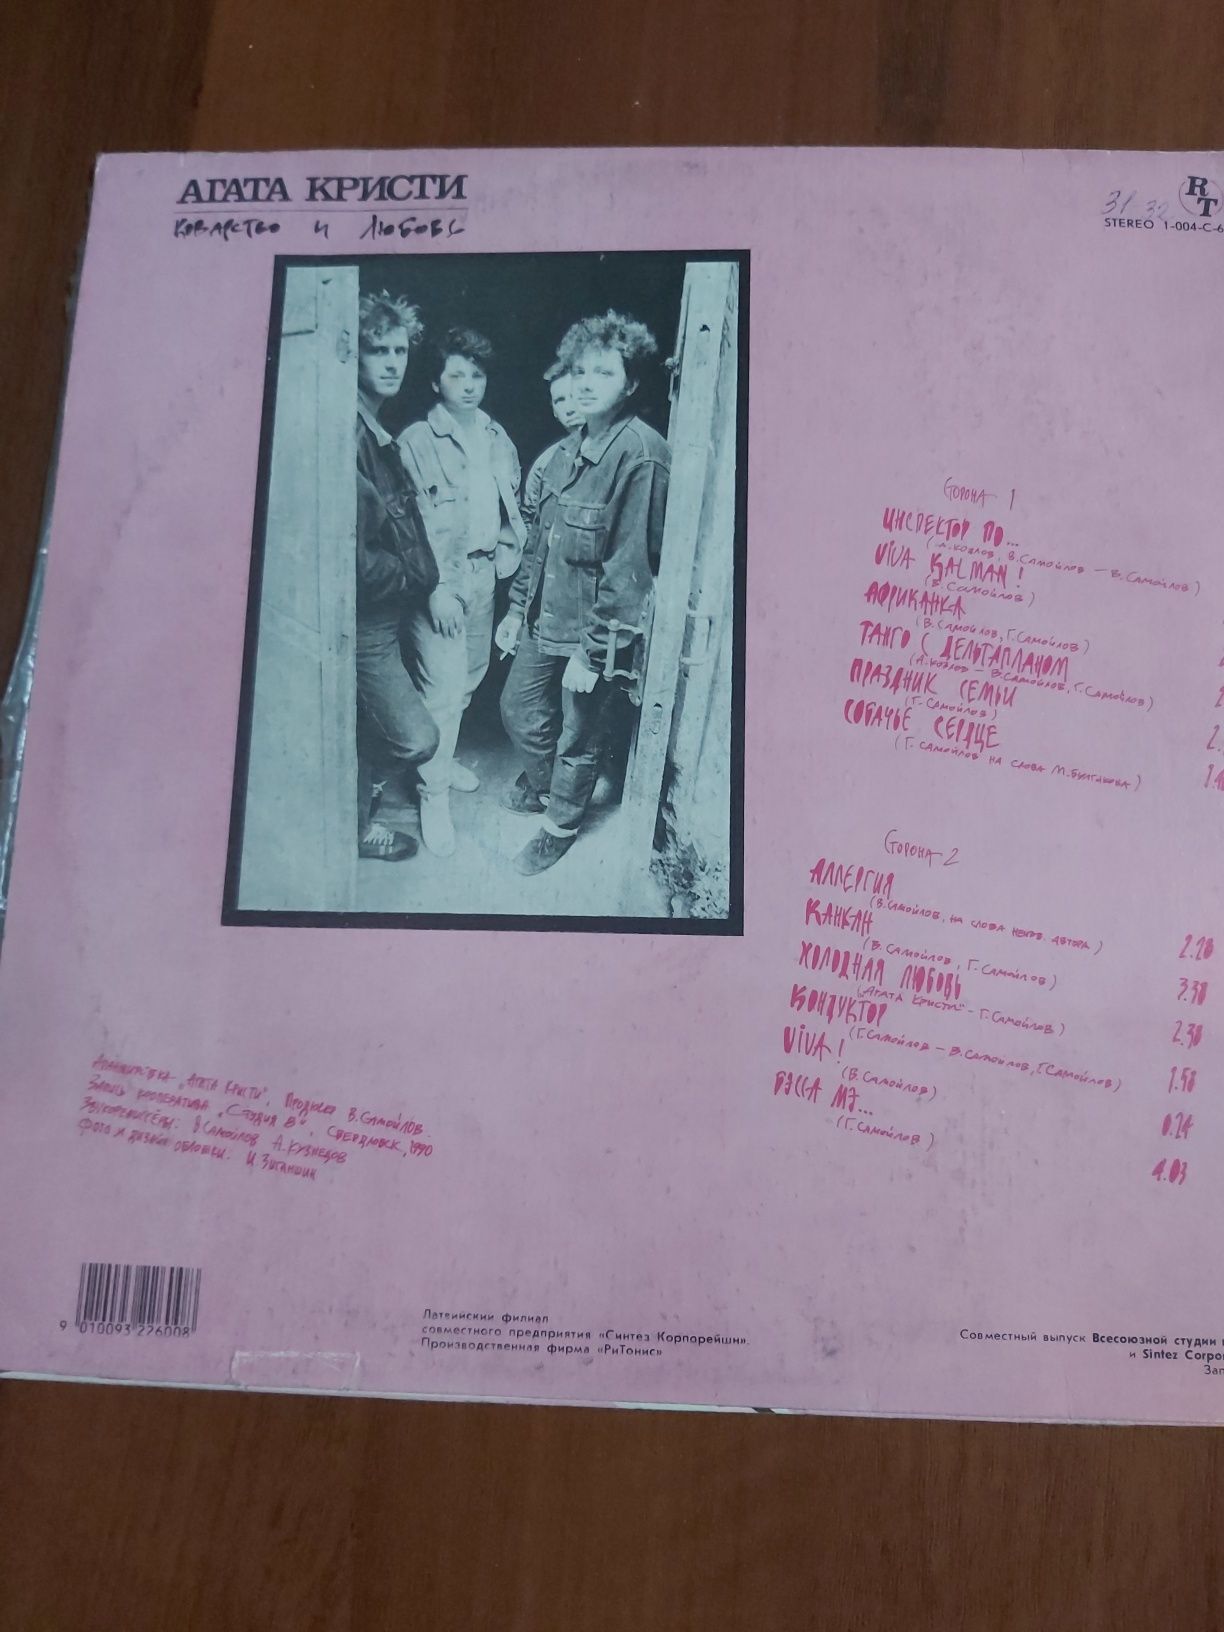 АГАТА КРИСТИ
КОВАРСТВО И ЛЮБОВЬ
RT
31 32
STEREO 1-004-C-6
СТОРОНА 1
ИНСПЕКТОР ПО...
(А.КОЗЛОВ, В.САМОЙЛОВ — В.САМОЙЛОВ)
VIVA KALMAN!
(В.САМОЙЛОВ)
АФРИКАНКА
(В.САМОЙЛОВ, Г.САМОЙЛОВ)
ТАНГО С ДЕЛЬТАПЛАНОМ
(А.КОЗЛОВ — В.САМОЙЛОВ, Г.САМОЙЛОВ)
ПРАЗДНИК СЕМЬИ
(Г.САМОЙЛОВ)
СОБАЧЬЕ СЕРДЦЕ
(Г.САМОЙЛОВ НА СЛОВА М.БУЛГАКОВА)
СТОРОНА 2
АЛЛЕРГИЯ
(В.САМОЙЛОВ, НА СЛОВА НЕИЗВ. АВТОРА) 2.28
КАНКАН
(В.САМОЙЛОВ, Г.САМОЙЛОВ) 3.38
ХОЛОДНАЯ ЛЮБОВЬ
(„АГАТА КРИСТИ" - Г.САМОЙЛОВ) 2.38
КОНДУКТОР
(Г.САМОЙЛОВ — В.САМОЙЛОВ, Г.САМОЙЛОВ) 1.58
VIVA!
(В.САМОЙЛОВ) 0.24
БЭССА МЭ...
(Г.САМОЙЛОВ) 4.03
АРАНЖИРОВКА „АГАТА КРИСТИ", ПРОДЮСЕР В.САМОЙЛОВ.
ЗАПИСЬ КООПЕРАТИВА „СТУДИЯ В", СВЕРДЛОВСК, 1990
ЗВУКОРЕЖИССЁРЫ: В.САМОЙЛОВ А.КУЗНЕЦОВ
ФОТО И ДИЗАЙН ОБЛОЖКИ: И.ЗИГАНШИН
9 010093 226008
Латвийский филиал
совместного предприятия «Синтез Корпорейшн».
Производственная фирма «РиТонис»
Совместный выпуск Всесоюзной студии
и Sintez Corpor
Зап